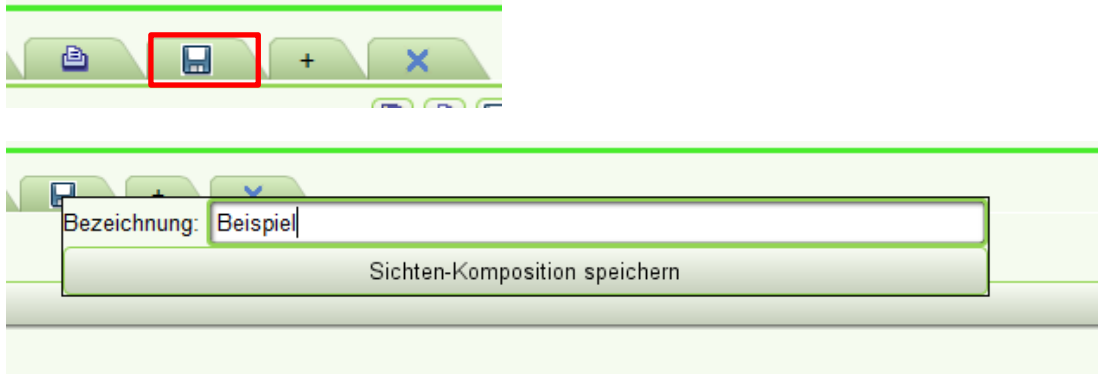 +
+
Bezeichnung: Beispiel
Sichten-Komposition speichern